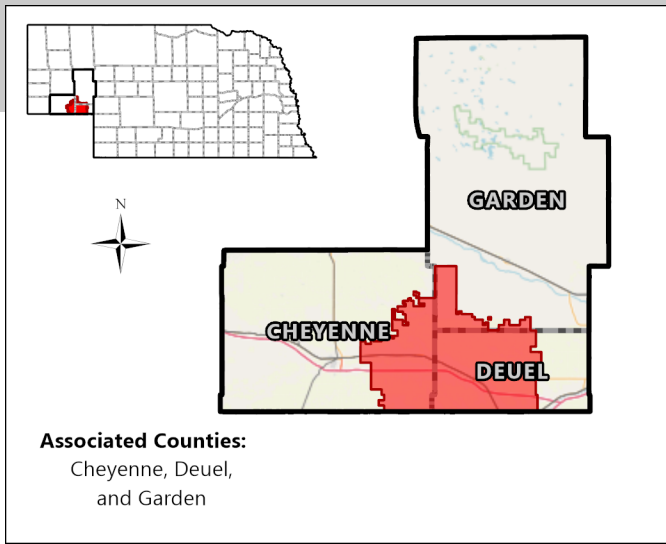 N
GARDEN
CHEYENNE
DEUEL
Associated Counties:
Cheyenne, Deuel,
and Garden